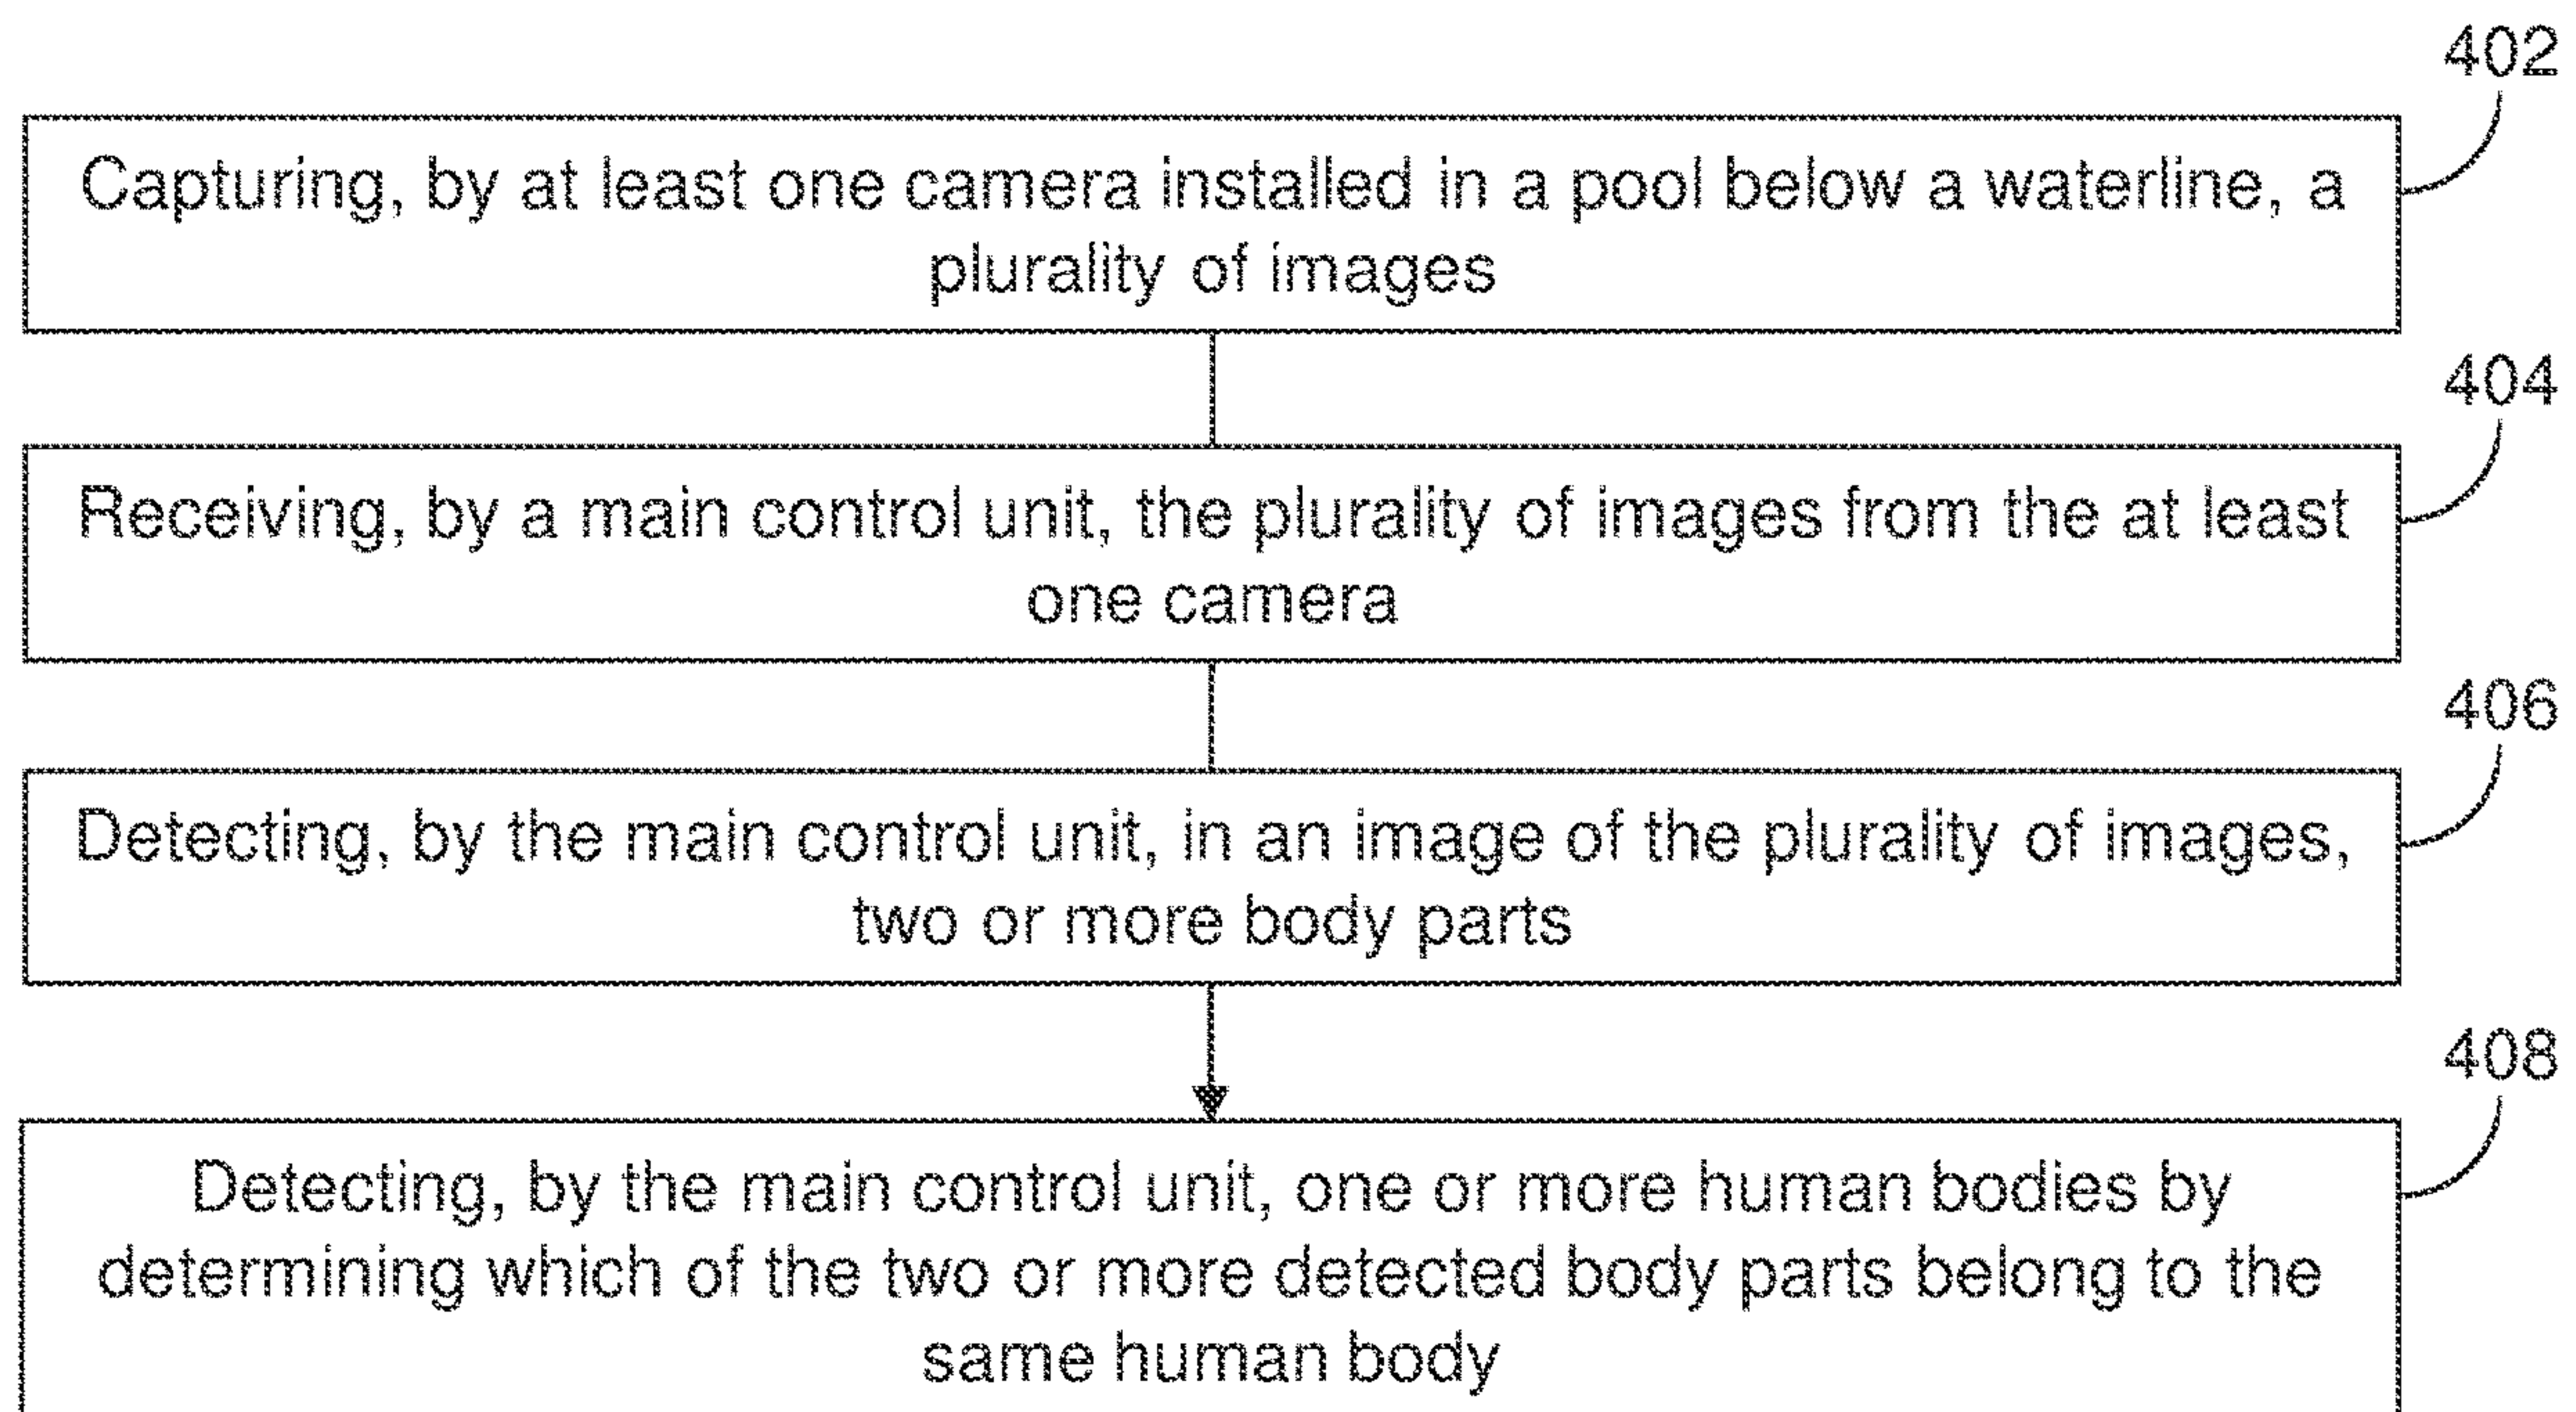 402
Capturing, by at least one camera installed in a pool below a waterline, a
plurality of images
404
Receiving, by a main control unit, the plurality of images from the at least
one camera
406
Detecting, by the main control unit, in an image of the plurality of images,
two or more body parts
408
Detecting, by the main control unit, one or more human bodies by
determining which of the two or more detected body parts belong to the
same human body